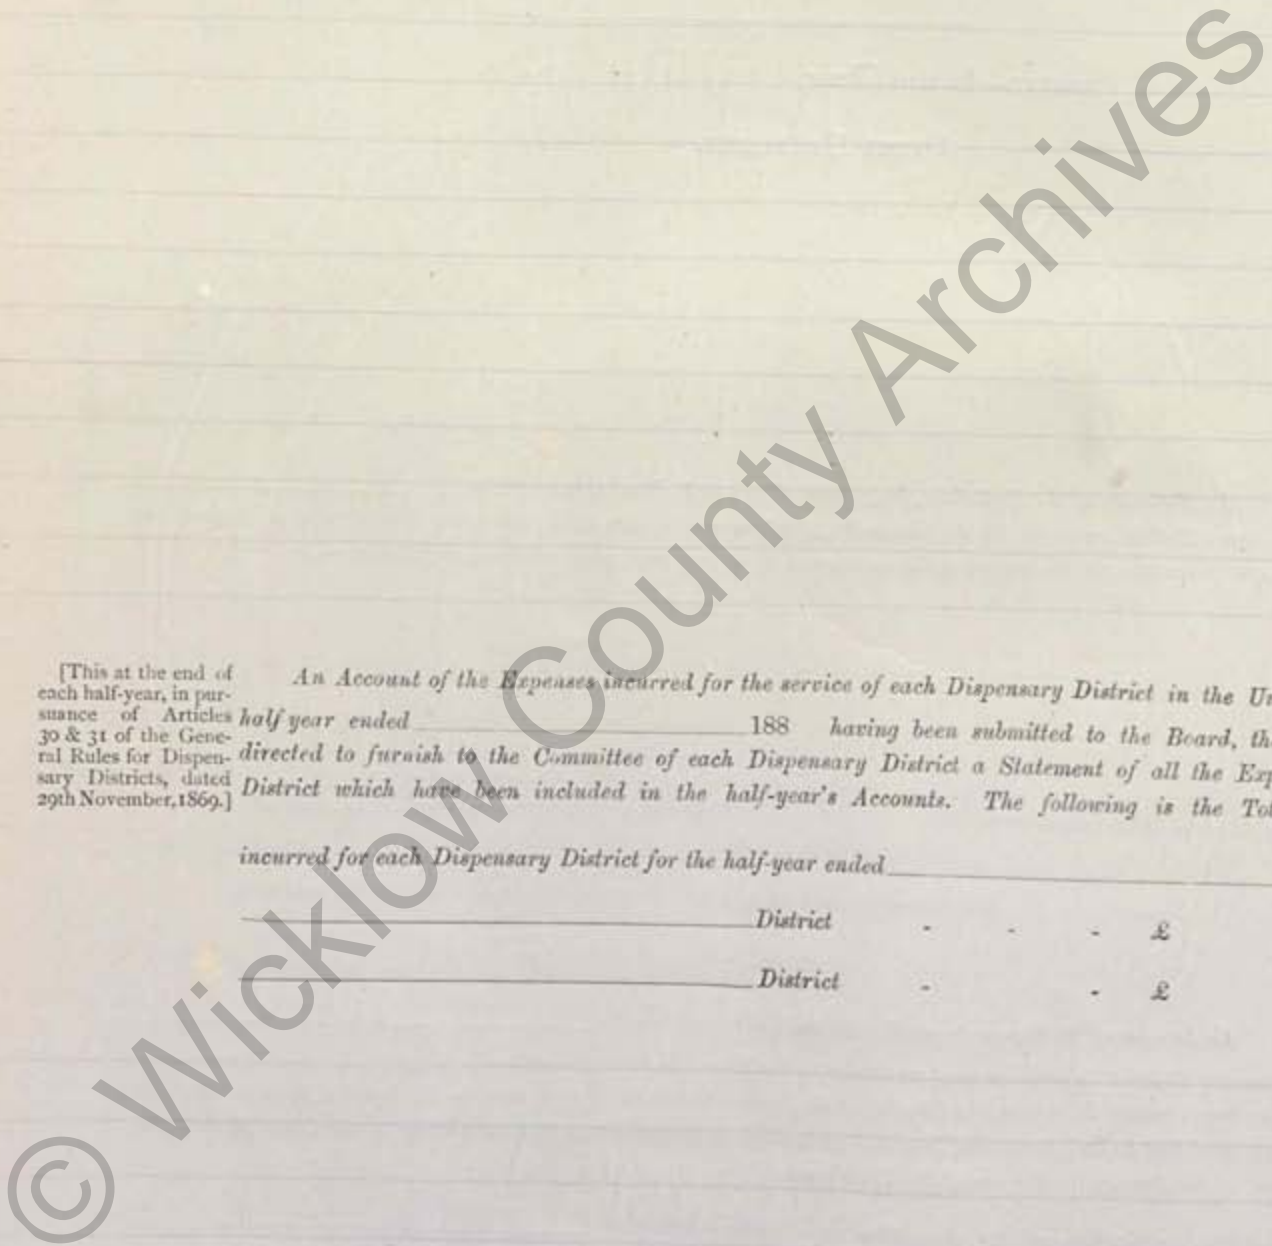 [This at the end of
each half-year, in pur-
suance of Articles
30 & 31 of the Gene-
ral Rules for Dispen-
sary Districts, dated
29th November, 1869.]
An Account of the Expenses incurred for the service of each Dispensary District in the Un
half year ended 188 having been submitted to the Board, th
directed to furnish to the Committee of each Dispensary District a Statement of all the Exp
District which have been included in the half-year's Accounts. The following is the Tot
incurred for each Dispensary District for the half-year ended
District - - - £
District - - £
© Wicklow County Archives